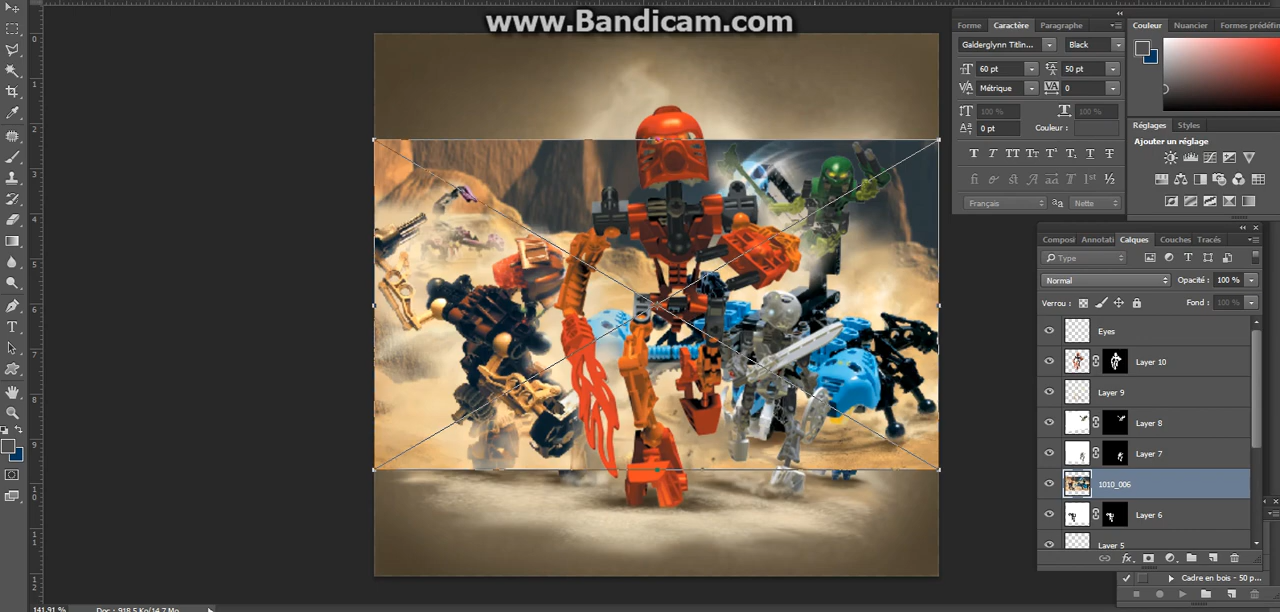 www.Bandicam.com
Forme Caractère Paragraphe
Galderglynn Titlin... Black
60 pt 50 pt
Métrique 0
100 % 100 %
0 pt Couleur :
Français Nette
Couleur Nuancier Formes prédéfin
Réglages Styles
Ajouter un réglage
Composi Annotati Calques Couches Tracés
Type
Normal Opacité : 100 %
Verrou : Fond : 100 %
Eyes
Layer 10
Layer 9
Layer 8
Layer 7
1010_006
Layer 6
Layer 5
Cadre en bois - 50 p...
141,91 % Doc : 918,5 Ko/14,7 Mo